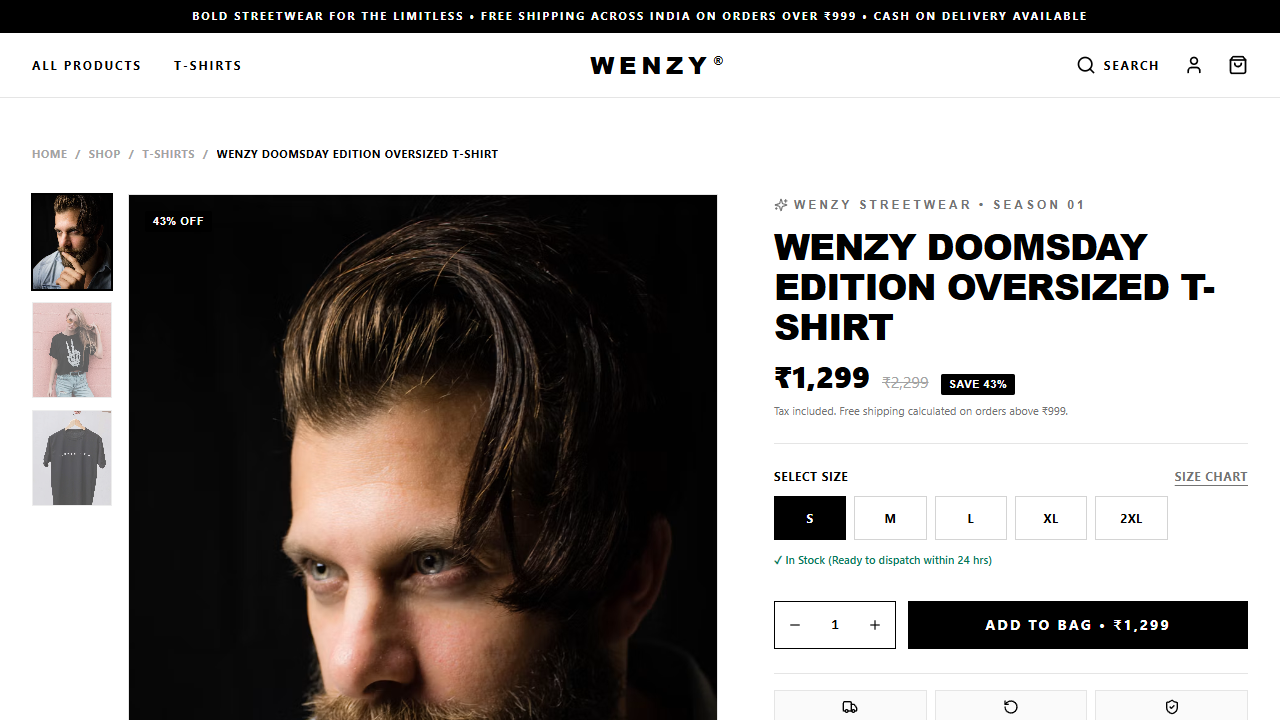 BOLD STREETWEAR FOR THE LIMITLESS • FREE SHIPPING ACROSS INDIA ON ORDERS OVER ₹999 • CASH ON DELIVERY AVAILABLE
ALL PRODUCTS T-SHIRTS WENZY ® SEARCH
HOME / SHOP / T-SHIRTS / WENZY DOOMSDAY EDITION OVERSIZED T-SHIRT
43% OFF
WENZY STREETWEAR • SEASON 01
WENZY DOOMSDAY
EDITION OVERSIZED T-
SHIRT
₹1,299 ₹2,299 SAVE 43%
Tax included. Free shipping calculated on orders above ₹999.
SELECT SIZE SIZE CHART
S M L XL 2XL
✓ In Stock (Ready to dispatch within 24 hrs)
− 1 + ADD TO BAG • ₹1,299